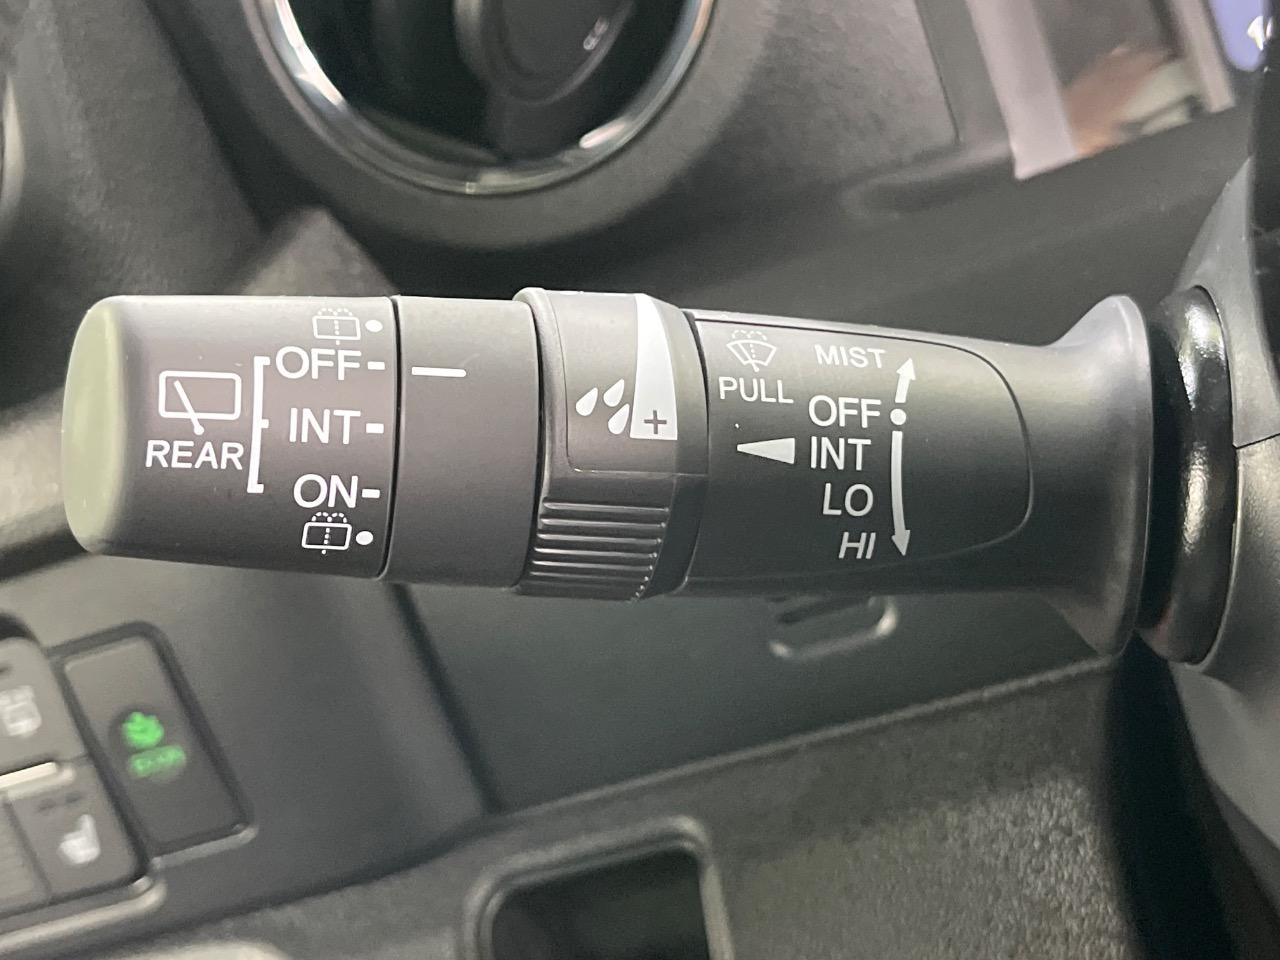 OFF-
INT-
REAR
ON-
+
PULL
MIST
OFF
INT
LO
HI